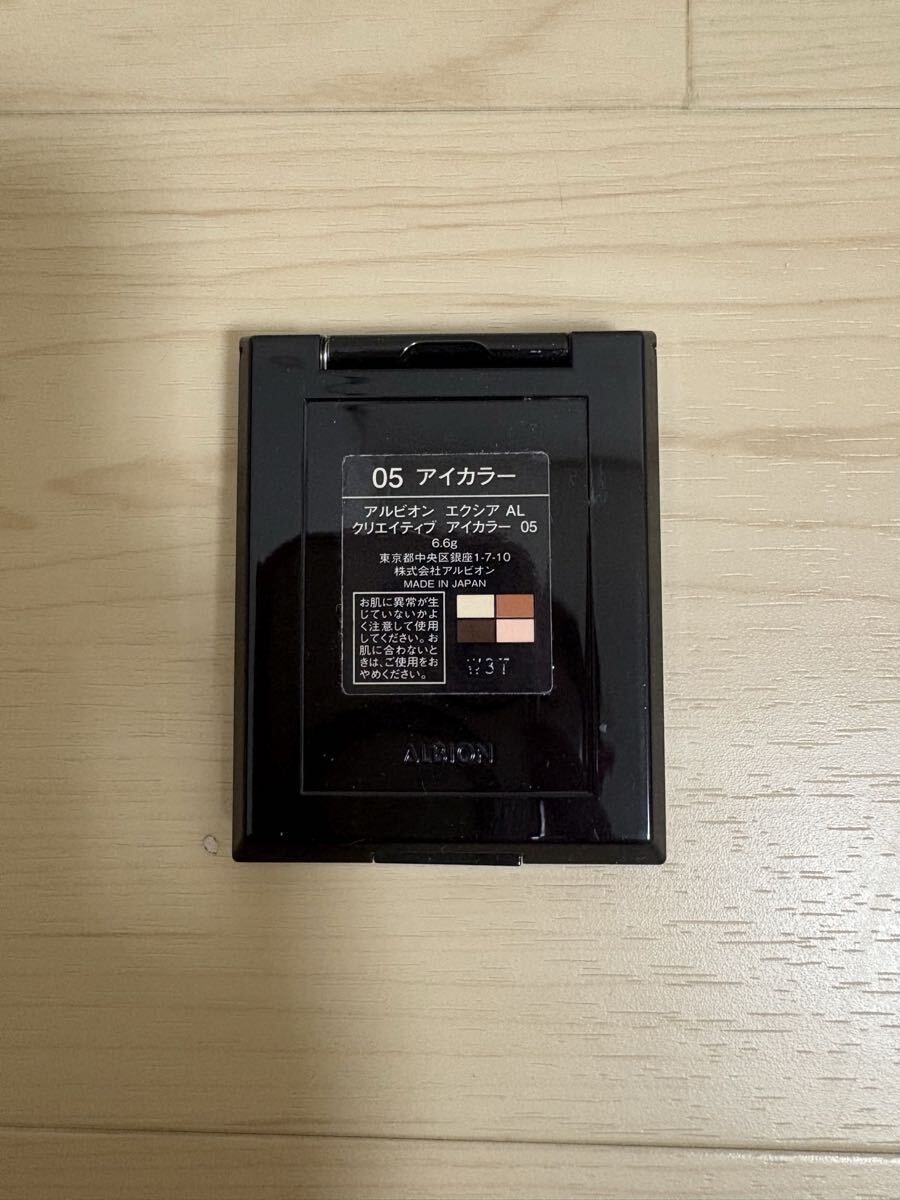 05 アイカラー
アルビオン エクシア AL
クリエイティブ アイカラー 05
6.6g
東京都中央区銀座1-7-10
株式会社アルビオン
MADE IN JAPAN
お肌に異常が生
じていないかよ
く注意して使用
してください。お
肌に合わないと
きは、ご使用をお
やめください。
W3T
ALBION